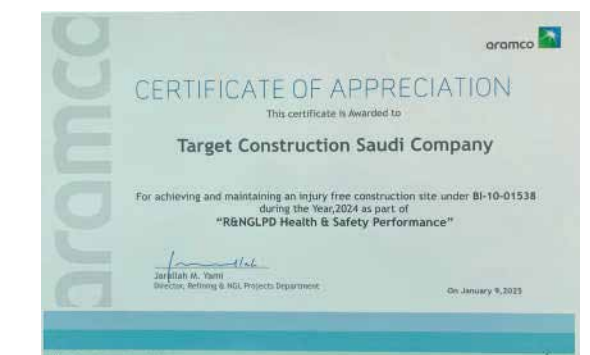 aramco
aramco
CERTIFICATE OF APPRECIATION
This certificate is Awarded to
Target Construction Saudi Company
For achieving and maintaining an injury free construction site under BI-10-01538
during the Year,2024 as part of
"R&NGLPD Health & Safety Performance"
Jarallah M. Yami
Director, Refining & NGL Projects Department
On January 9,2025